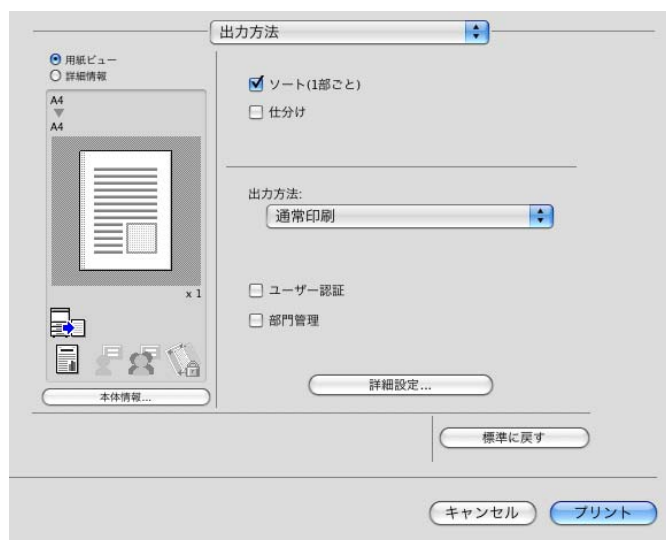 出力方法
用紙ビュー
詳細情報
A4
A4
x 1
本体情報...
ソート(1部ごと)
仕分け
出力方法:
通常印刷
ユーザー認証
部門管理
詳細設定...
標準に戻す
キャンセル
プリント